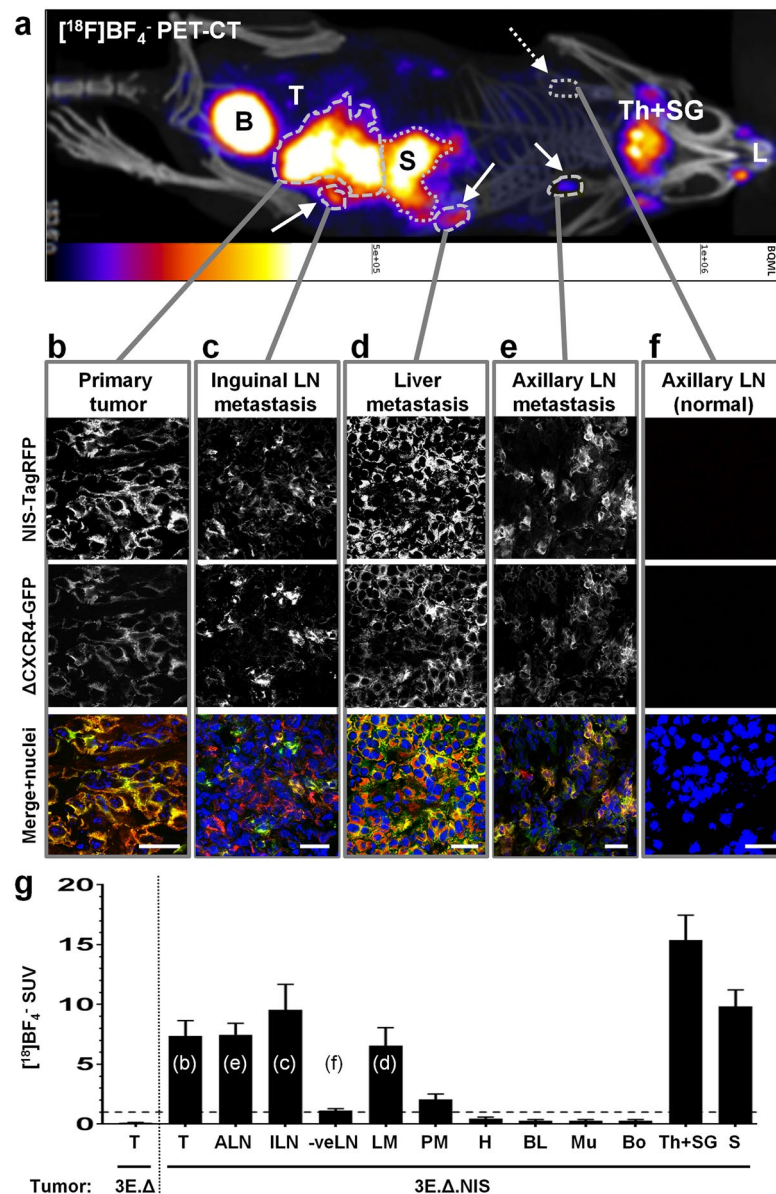 a
[¹⁸F]BF₄⁻ PET-CT
B
T
S
Th+SG
L
5e+05
1e+06
BQML
b
c
d
e
f
Primary
tumor
Inguinal LN
metastasis
Liver
metastasis
Axillary LN
metastasis
Axillary LN
(normal)
NIS-TagRFP
ΔCXCR4-GFP
Merge+nuclei
g
[¹⁸]BF₄⁻ SUV
20
15
10
5
0
(b)
(e)
(c)
(f)
(d)
T T ALN ILN -veLN LM PM H BL Mu Bo Th+SG S
Tumor: 3E.Δ 3E.Δ.NIS